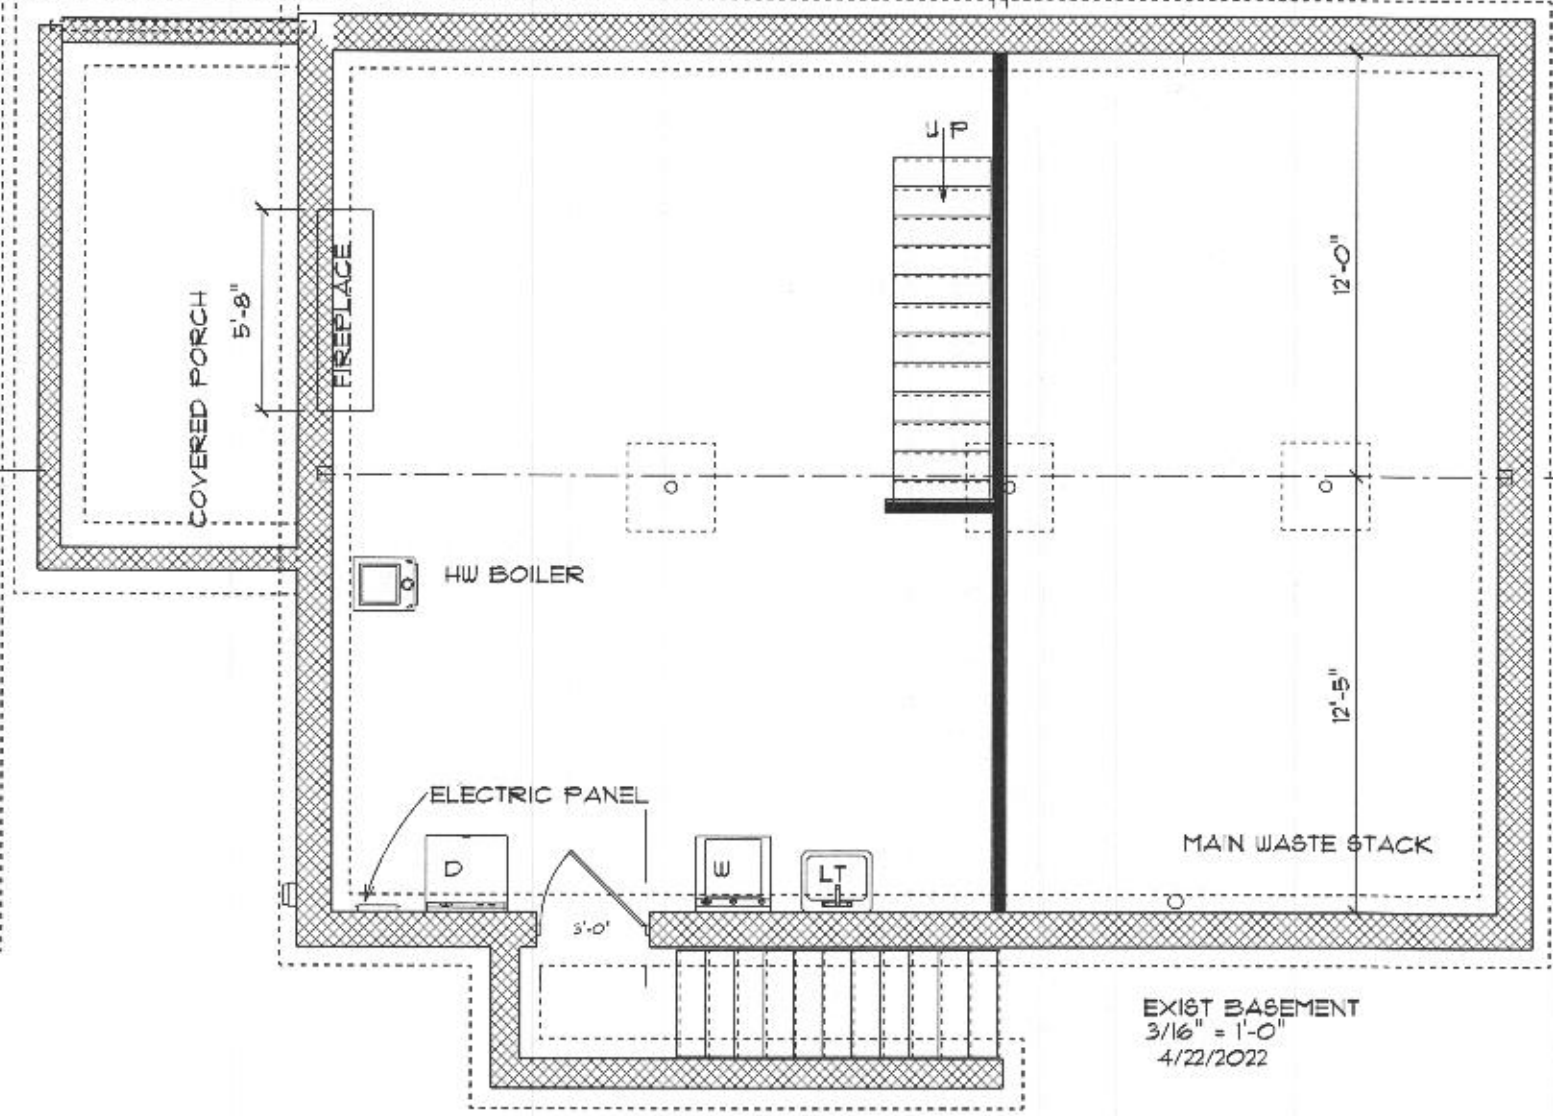 UP
12'-0"
FIREPLACE
5'-8"
COVERED PORCH
HW BOILER
12'-5"
ELECTRIC PANEL
D
W
LT
MAIN WASTE STACK
3'-0"
EXIST BASEMENT
3/16" = 1'-0"
4/22/2022